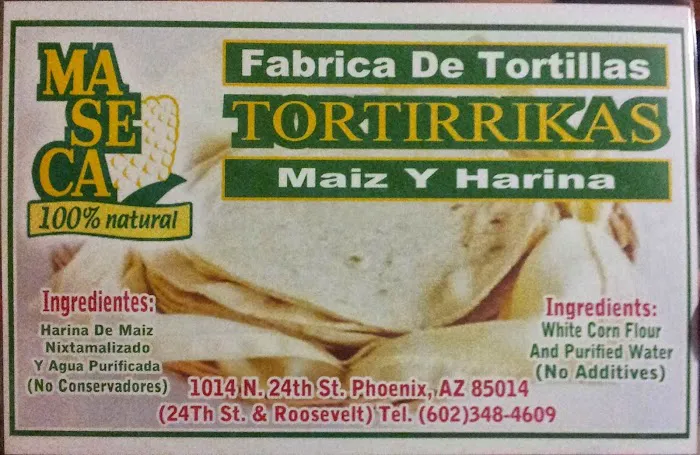 MA
SE
CA
100% natural
Fabrica De Tortillas
TORTIRRIKAS
Maiz Y Harina
Ingredientes:
Harina De Maiz
Nixtamalizado
Y Agua Purificada
(No Conservadores)
Ingredients:
White Corn Flour
And Purified Water
(No Additives)
1014 N. 24th St. Phoenix, AZ 85014
(24Th St. & Roosevelt) Tel. (602)348-4609